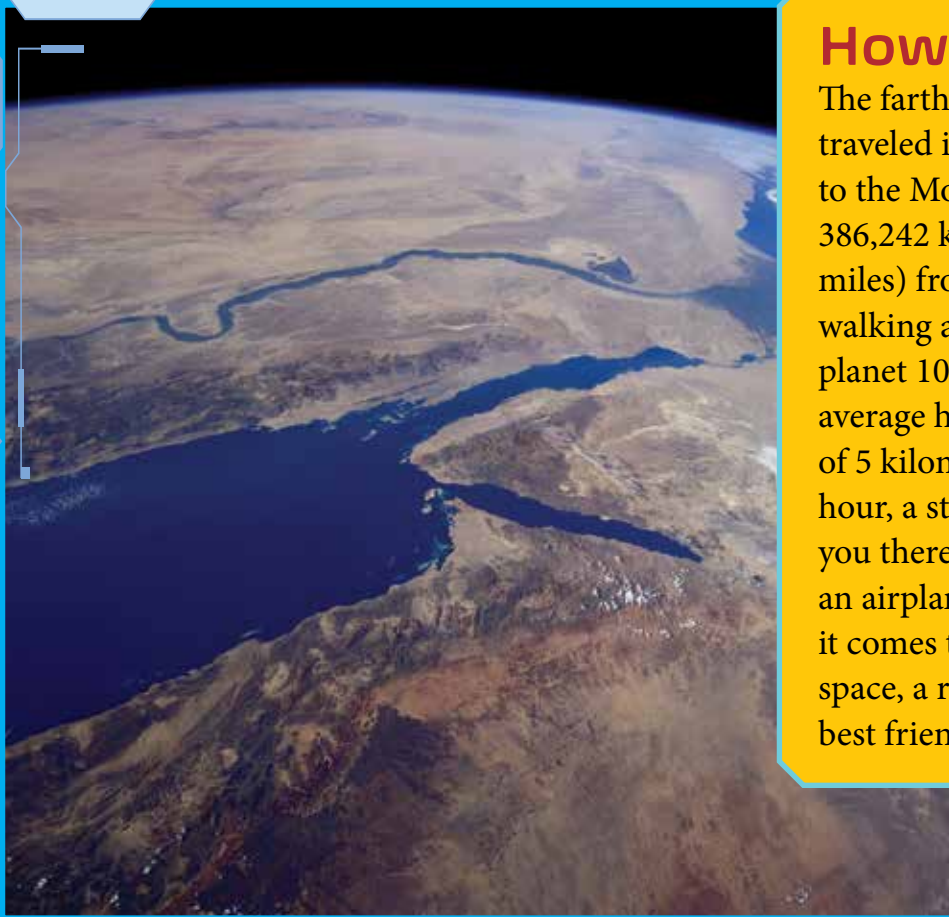 How
The farth
traveled i
to the Mo
386,242 k
miles) fro
walking a
planet 10
average h
of 5 kilon
hour, a st
you there
an airplan
it comes t
space, a r
best frien